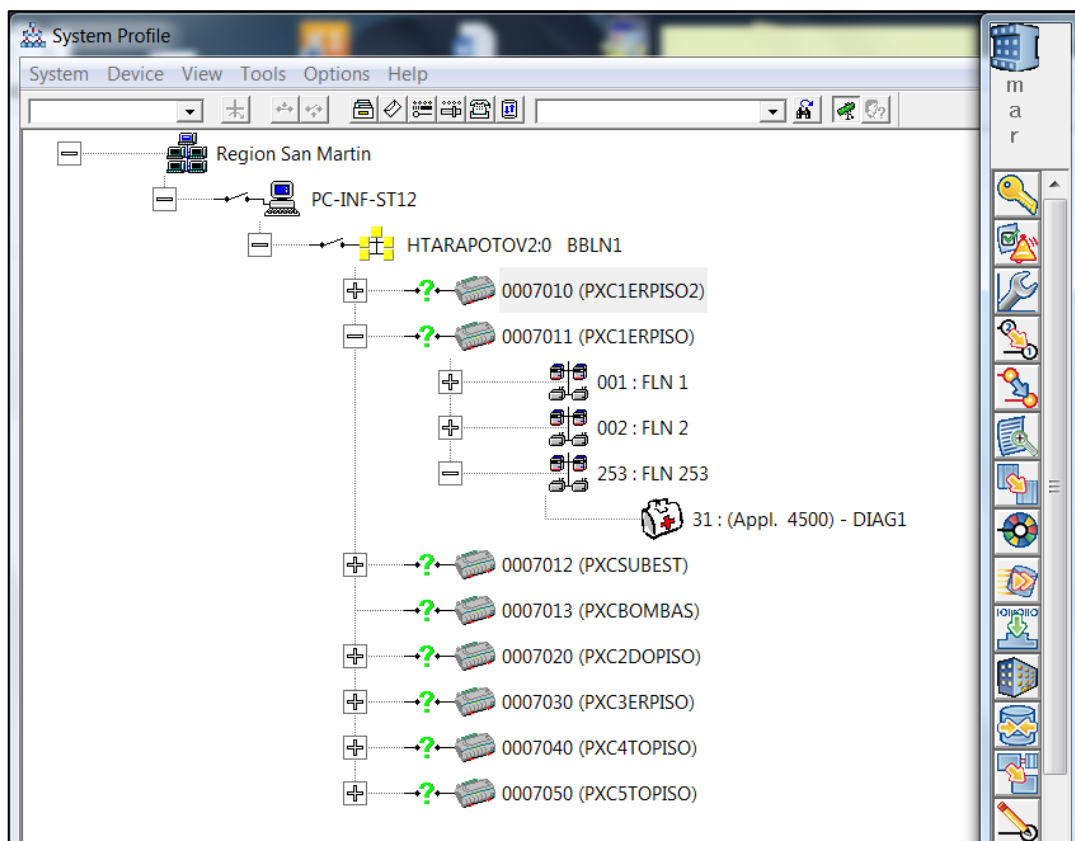 System Profile
System Device View Tools Options Help
m
a
r
Region San Martin
PC-INF-ST12
HTARAPOTOV2:0 BBLN1
0007010 (PXC1ERPISO2)
0007011 (PXC1ERPISO)
001 : FLN 1
002 : FLN 2
253 : FLN 253
31 : (Appl. 4500) - DIAG1
0007012 (PXCSUBEST)
0007013 (PXCBOMBAS)
0007020 (PXC2DOPISO)
0007030 (PXC3ERPISO)
0007040 (PXC4TOPISO)
0007050 (PXC5TOPISO)